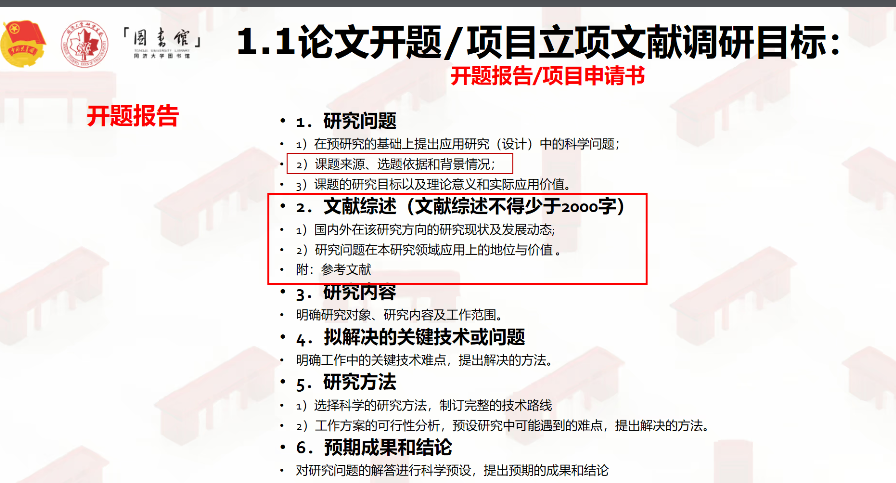 「圖書館」
同济大学图书馆
1.1论文开题/项目立项文献调研目标：
开题报告/项目申请书
开题报告
• 1．研究问题
• 1）在预研究的基础上提出应用研究（设计）中的科学问题；
• 2）课题来源、选题依据和背景情况；
• 3）课题的研究目标以及理论意义和实际应用价值。
• 2．文献综述（文献综述不得少于2000字）
• 1）国内外在该研究方向的研究现状及发展动态;
• 2）研究问题在本研究领域应用上的地位与价值 。
• 附：参考文献
• 3．研究内容
• 明确研究对象、研究内容及工作范围。
• 4．拟解决的关键技术或问题
• 明确工作中的关键技术难点，提出解决的方法。
• 5．研究方法
• 1）选择科学的研究方法，制订完整的技术路线
• 2）工作方案的可行性分析，预设研究中可能遇到的难点，提出解决的方法。
• 6．预期成果和结论
• 对研究问题的解答进行科学预设，提出预期的成果和结论